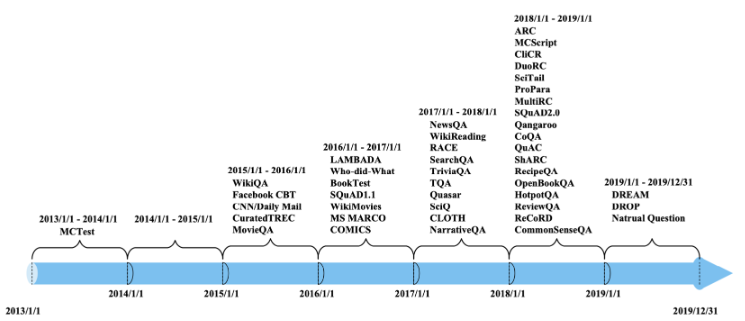 2013/1/1 - 2014/1/1
MCTest
2014/1/1 - 2015/1/1
2015/1/1 - 2016/1/1
WikiQA
Facebook CBT
CNN/Daily Mail
CuratedTREC
MovieQA
2016/1/1 - 2017/1/1
LAMBADA
Who-did-What
BookTest
SQuAD1.1
WikiMovies
MS MARCO
COMICS
2017/1/1 - 2018/1/1
NewsQA
WikiReading
RACE
SearchQA
TriviaQA
TQA
Quasar
SciQ
CLOTH
NarrativeQA
2018/1/1 - 2019/1/1
ARC
MCScript
CliCR
DuoRC
SciTail
ProPara
MultiRC
SQuAD2.0
Qangaroo
CoQA
QuAC
ShARC
RecipeQA
OpenBookQA
HotpotQA
ReviewQA
ReCoRD
CommonSenseQA
2019/1/1 - 2019/12/31
DREAM
DROP
Natrual Question
2013/1/1
2014/1/1
2015/1/1
2016/1/1
2017/1/1
2018/1/1
2019/1/1
2019/12/31